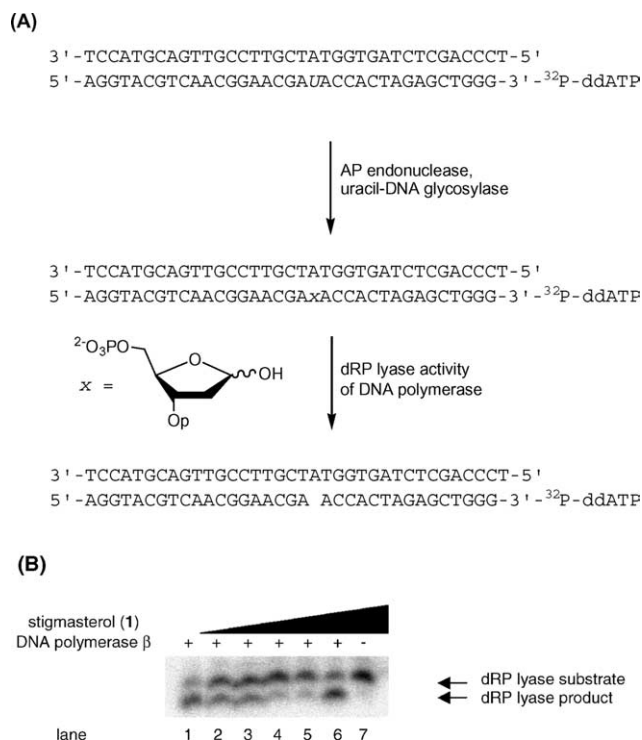 (A)
3'-TCCATGCAGTTGCCTTGCTATGGTGATCTCGACCCT-5'
5'-AGGTACGTCAACGGAACGAUACCACTAGAGCTGGG-3'-³²P-ddATP
AP endonuclease,
uracil-DNA glycosylase
3'-TCCATGCAGTTGCCTTGCTATGGTGATCTCGACCCT-5'
5'-AGGTACGTCAACGGAACGAxACCACTAGAGCTGGG-3'-³²P-ddATP
²⁻O₃PO
O
OH
x =
Op
dRP lyase activity
of DNA polymerase
3'-TCCATGCAGTTGCCTTGCTATGGTGATCTCGACCCT-5'
5'-AGGTACGTCAACGGAACGA ACCACTAGAGCTGGG-3'-³²P-ddATP
(B)
stigmasterol (1)
DNA polymerase β + + + + + + -
dRP lyase substrate
dRP lyase product
lane 1 2 3 4 5 6 7